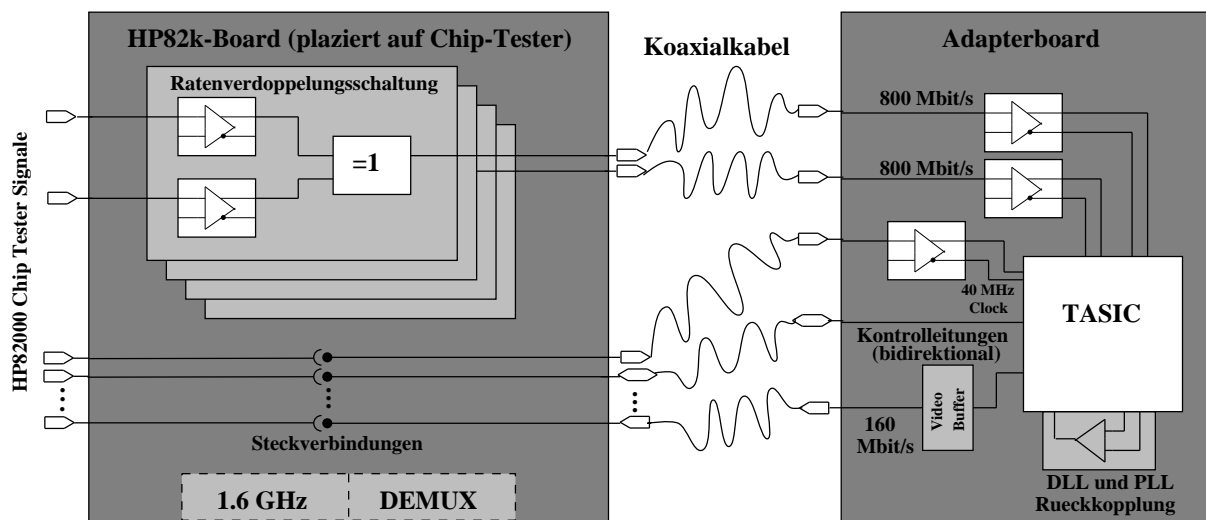 HP82k-Board (plaziert auf Chip-Tester)
Ratenverdoppelungsschaltung
=1
HP82000 Chip Tester Signale
Steckverbindungen
1.6 GHz
DEMUX
Koaxialkabel
Adapterboard
800 Mbit/s
800 Mbit/s
40 MHz
Clock
TASIC
Kontrolleitungen
(bidirektional)
160
Mbit/s
Video
Buffer
DLL und PLL
Rueckkopplung